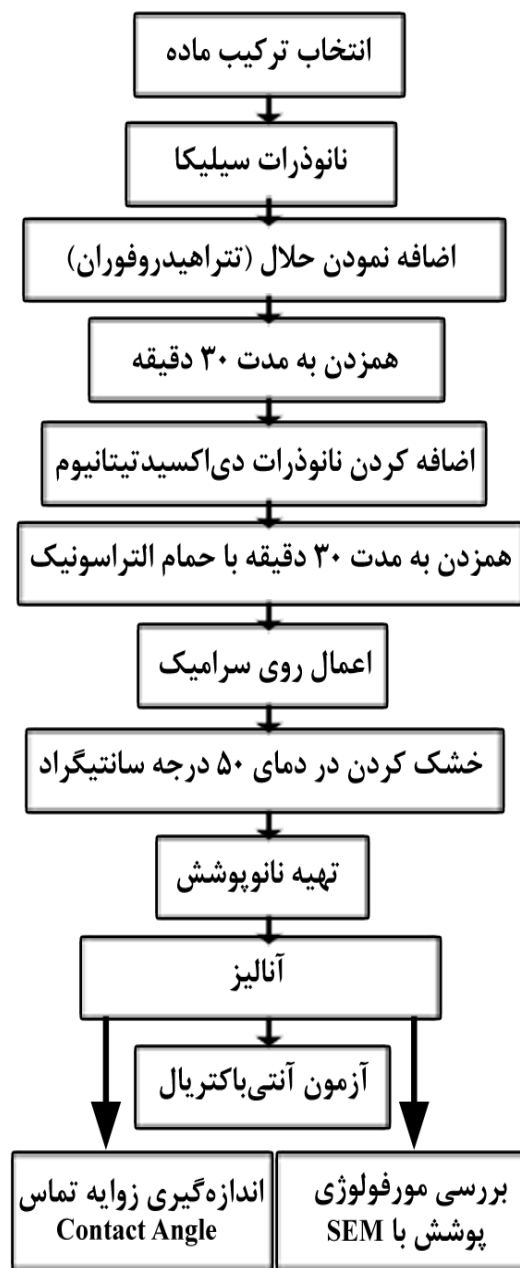 انتخاب ترکیب ماده
نانوذرات سیلیکا
اضافه نمودن حلال (تتراهیدروفوران)
همزدن به مدت ۳۰ دقیقه
اضافه کردن نانوذرات دی‌اکسیدتیتانیوم
همزدن به مدت ۳۰ دقیقه با حمام التراسونیک
اعمال روی سرامیک
خشک کردن در دمای ۵۰ درجه سانتیگراد
تهیه نانوپوشش
آنالیز
آزمون آنتی‌باکتریال
بررسی مورفولوژی
پوشش با SEM
اندازه‌گیری زوایه تماس
Contact Angle